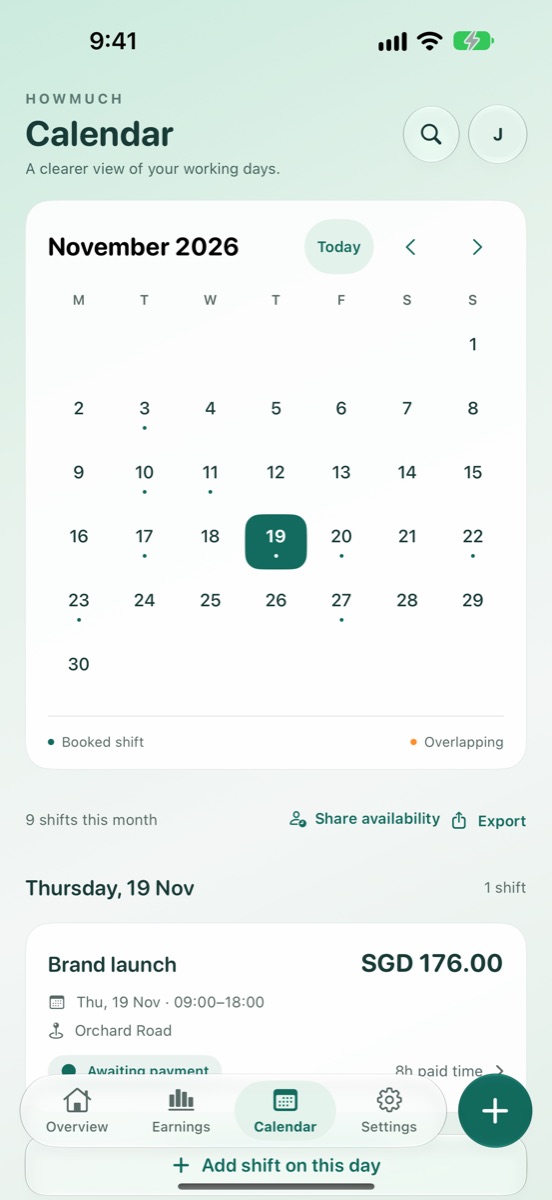 9:41
HOWMUCH
Calendar
J
A clearer view of your working days.
November 2026
Today
M T W T F S S
1
2 3 4 5 6 7 8
9 10 11 12 13 14 15
16 17 18 19 20 21 22
23 24 25 26 27 28 29
30
Booked shift
Overlapping
9 shifts this month
Share availability
Export
Thursday, 19 Nov
1 shift
Brand launch
SGD 176.00
Thu, 19 Nov · 09:00–18:00
Orchard Road
Awaiting payment
8h paid time
Overview
Earnings
Calendar
Settings
Add shift on this day